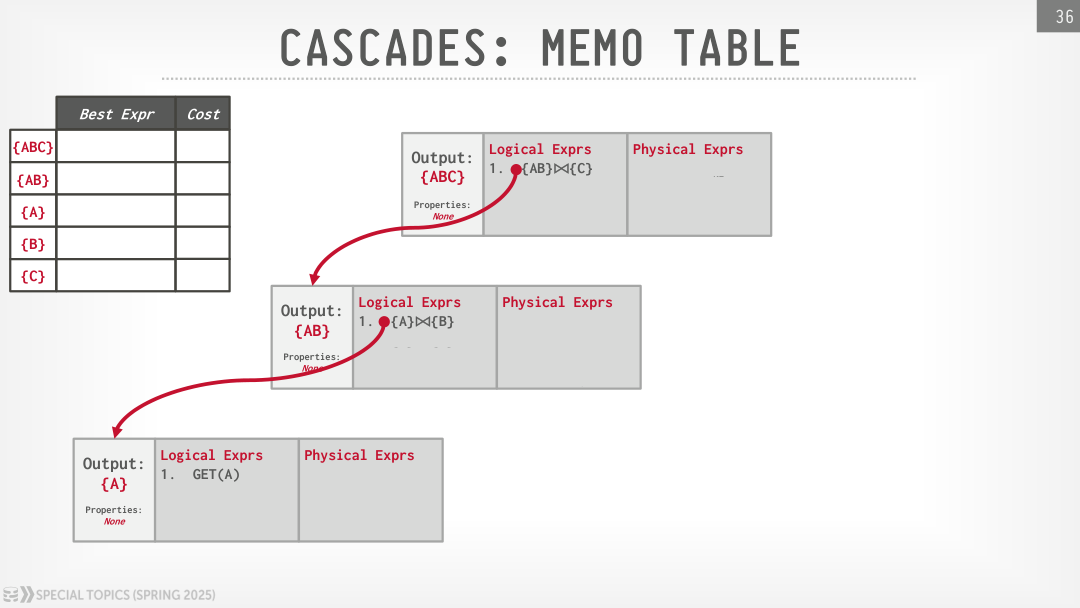 36
CASCADES: MEMO TABLE
Best Expr Cost
{ABC}
{AB}
{A}
{B}
{C}
Output:
{ABC}
Properties:
None
Logical Exprs
1. {AB}⋈{C}
Physical Exprs
Output:
{AB}
Properties:
None
Logical Exprs
1. {A}⋈{B}
Physical Exprs
Output:
{A}
Properties:
None
Logical Exprs
1. GET(A)
Physical Exprs
SPECIAL TOPICS (SPRING 2025)